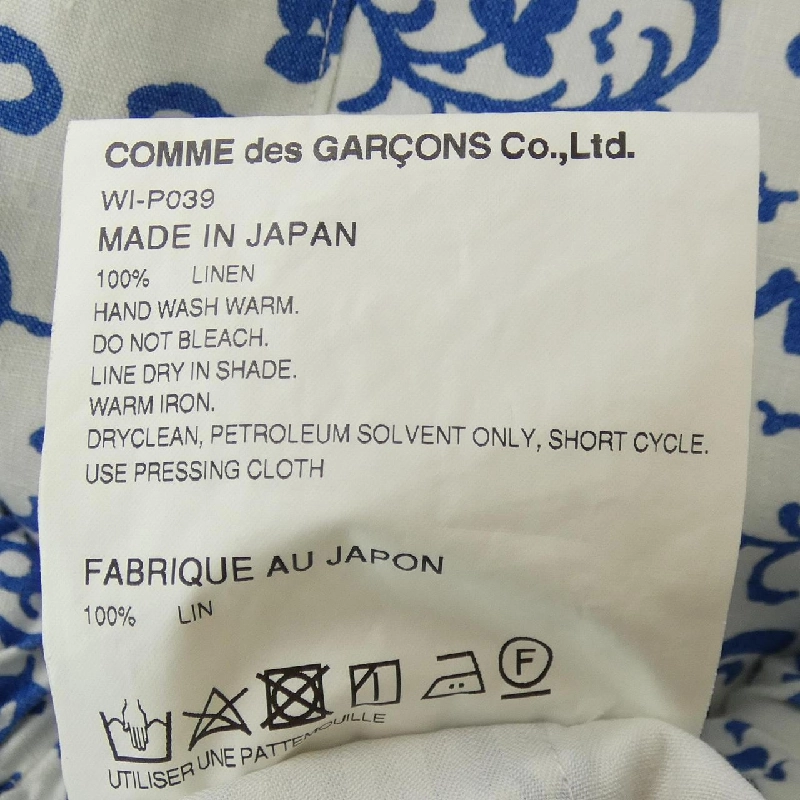 COMME des GARÇONS Co.,Ltd.
WI-P039
MADE IN JAPAN
100% LINEN
HAND WASH WARM.
DO NOT BLEACH.
LINE DRY IN SHADE.
WARM IRON.
DRYCLEAN, PETROLEUM SOLVENT ONLY, SHORT CYCLE.
USE PRESSING CLOTH
FABRIQUE AU JAPON
100% LIN
F
UTILISER UNE PATTEMOUILLE